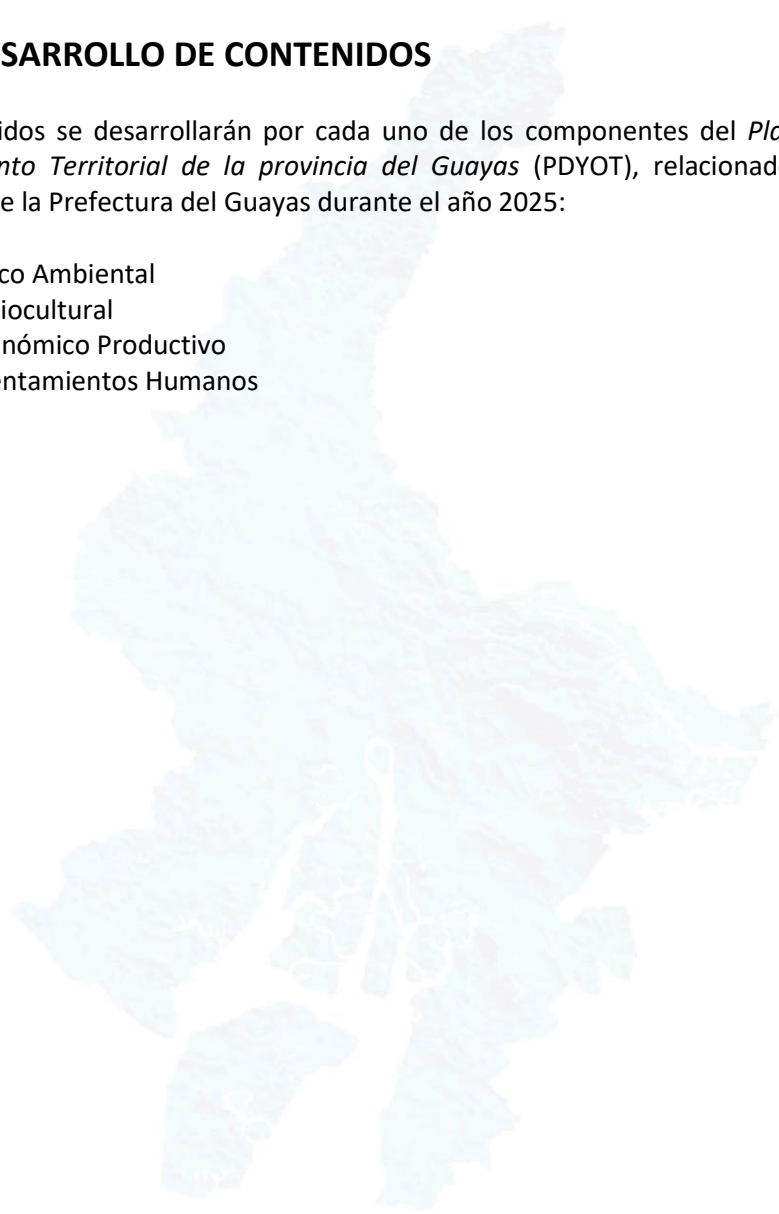 SARROLLO DE CONTENIDOS
idos se desarrollarán por cada uno de los componentes del Pla
nto Territorial de la provincia del Guayas (PDYOT), relacionad
e la Prefectura del Guayas durante el año 2025:
co Ambiental
iocultural
nómico Productivo
entamientos Humanos